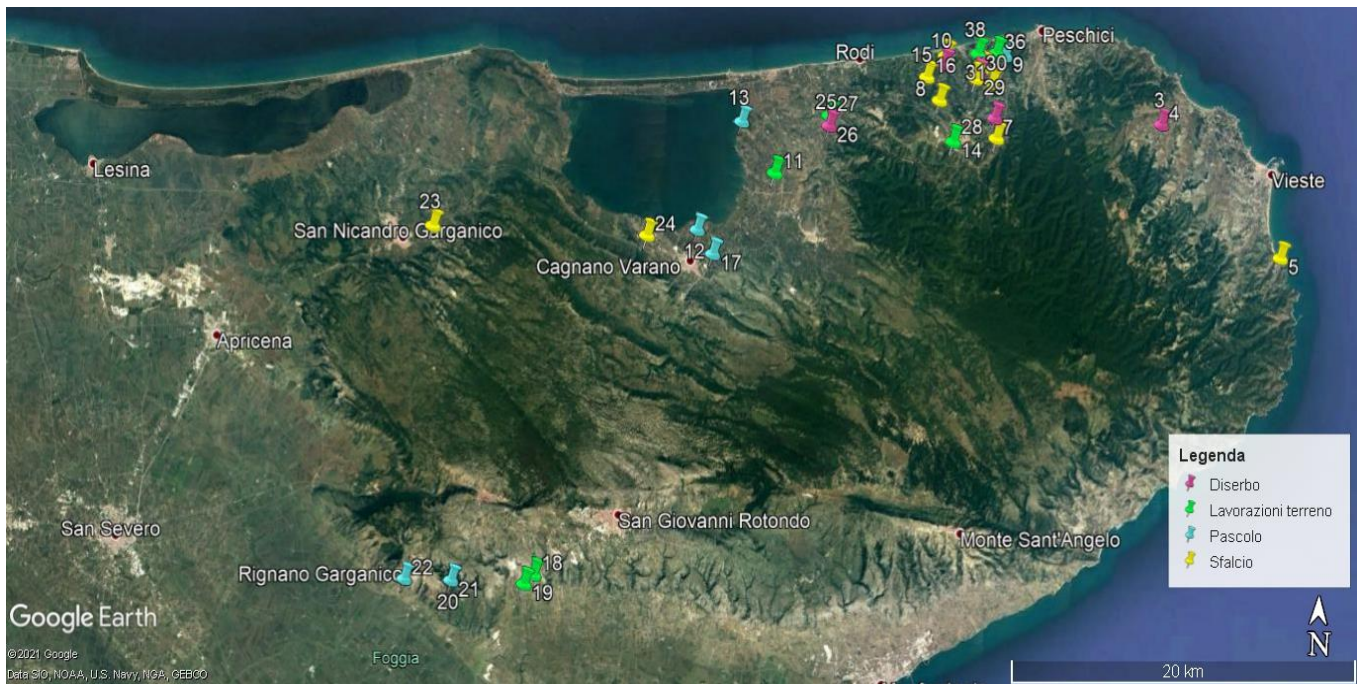 38
36
Peschici
Rodi
10
15
16
30
9
31
8
29
13
25
27
3
4
26
28
7
14
11
Lesina
Vieste
23
24
San Nicandro Garganico
12
17
Cagnano Varano
5
Apricena
Legenda
Diserbo
Lavorazioni terreno
Pascolo
Sfalcio
San Severo
San Giovanni Rotondo
Monte Sant'Angelo
Rignano Garganico
22
21
20
18
19
Google Earth
N
©2021 Google
Foggia
Data SIO, NOAA, U.S. Navy, NGA, GEBCO
20 km